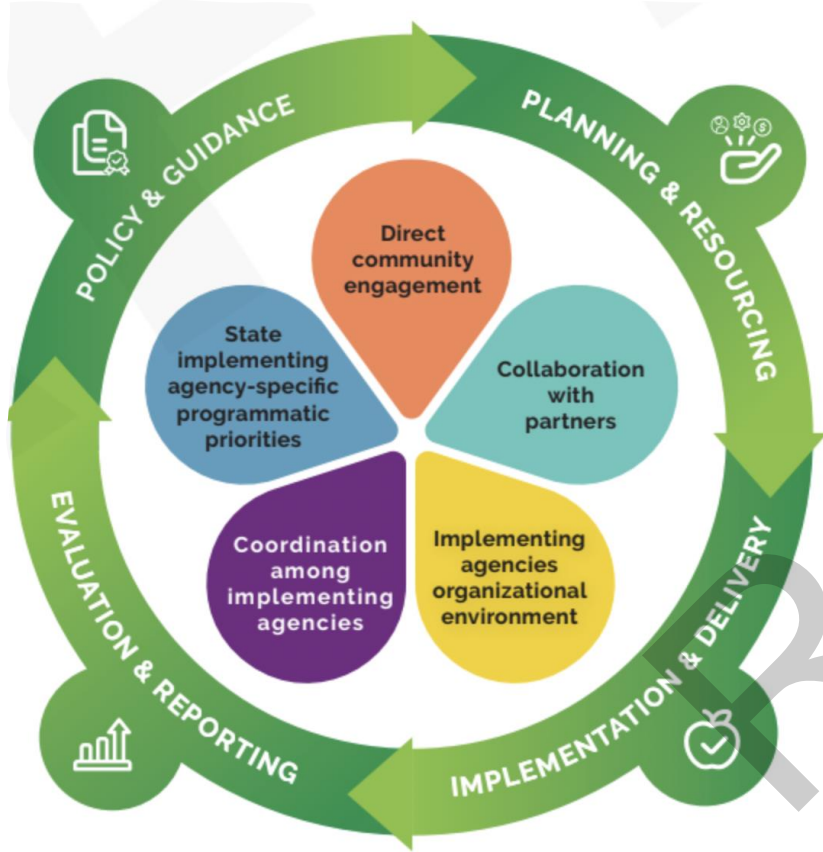 POLICY & GUIDANCE
PLANNING & RESOURCING
Direct
community
engagement
State
implementing
agency-specific
programmatic
priorities
Collaboration
with
partners
Coordination
among
implementing
agencies
Implementing
agencies
organizational
environment
EVALUATION & REPORTING
IMPLEMENTATION & DELIVERY